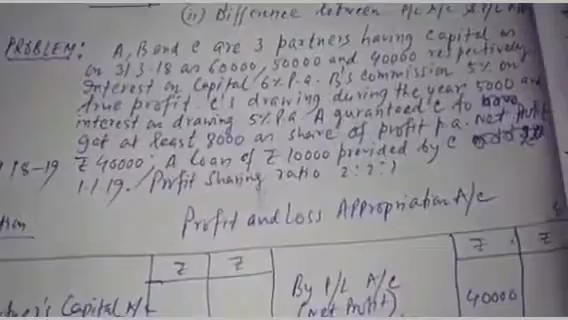 (ii) Difference between P/L A/c & P/L A
PROBLEM: A, B and C are 3 partners having Capital as
on 31/3-18 as 60000, 50000 and 40000 respectively
Interest on Capital 6% P.a. B's Commission 5% on
true profit. C's drawing during the year 5000 and
interest on drawing 5% P.a A guranteed C to have
get at least 8000 as share of profit p.a. Net Profit
18-19 ₹ 40000. A Loan of ₹ 10000 provided by C
1.1.19. Profit sharing ratio 2:2:1
Profit and Loss Appropriation A/c
₹ ₹ ₹ ₹
By P/L A/c
Capital A/c (Net Profit) 40000